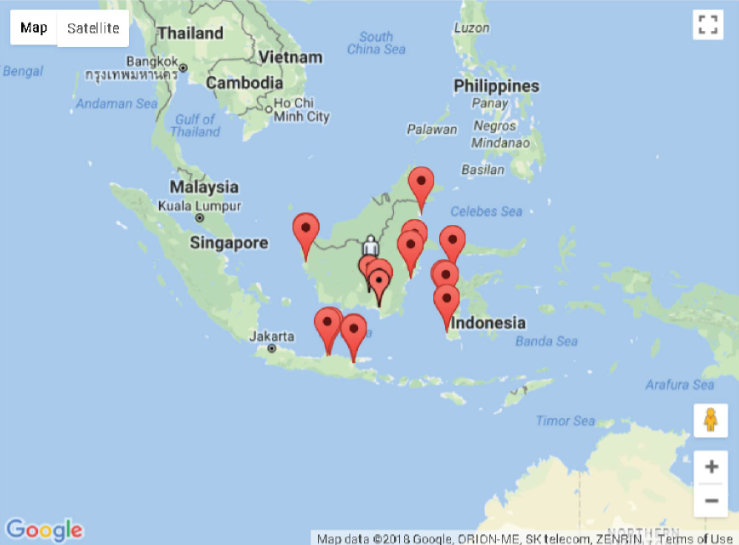 Map
Satellite
Thailand
South
China Sea
Luzon
Vietnam
Bangkok
กรุงเทพมหานคร
Bengal
Cambodia
Philippines
Andaman Sea
Ho Chi
Minh City
Panay
Gulf of
Thailand
Palawan
Negros
Mindanao
Basilan
Malaysia
Kuala Lumpur
Celebes Sea
Singapore
Jakarta
Indonesia
Banda Sea
Arafura Sea
Timor Sea
+
−
NORTHERN
Google
Map data ©2018 Google, ORION-ME, SK telecom, ZENRIN
Terms of Use